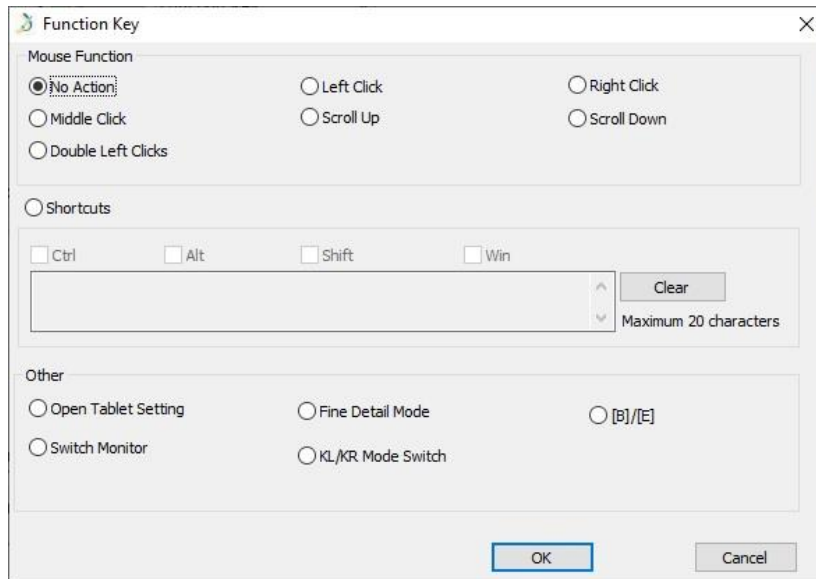 Function Key
Mouse Function
No Action Left Click Right Click
Middle Click Scroll Up Scroll Down
Double Left Clicks
Shortcuts
Ctrl Alt Shift Win
Clear
Maximum 20 characters
Other
Open Tablet Setting Fine Detail Mode [B]/[E]
Switch Monitor KL/KR Mode Switch
OK Cancel